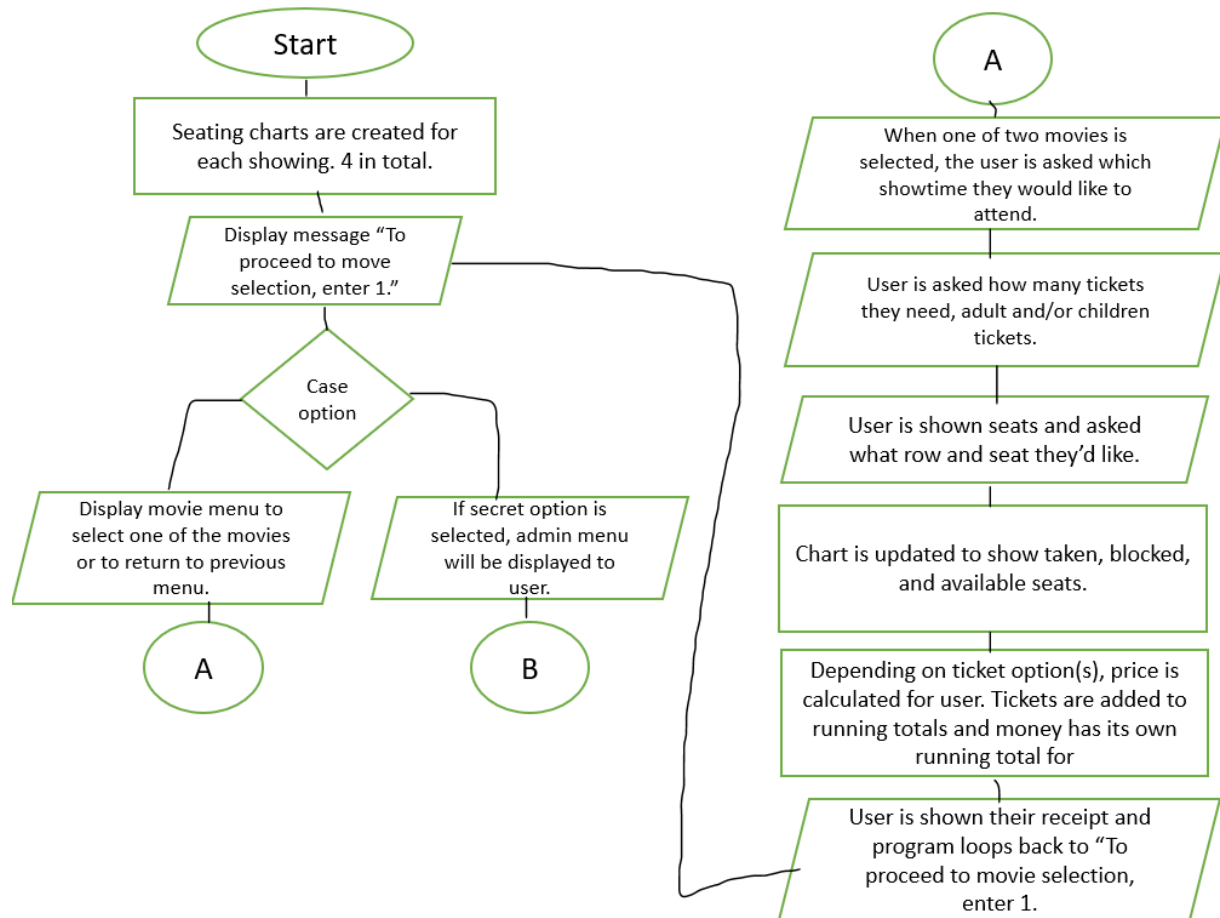 Start
Seating charts are created for
each showing. 4 in total.
Display message “To
proceed to move
selection, enter 1.”
Case
option
Display movie menu to
select one of the movies
or to return to previous
menu.
A
If secret option is
selected, admin menu
will be displayed to
user.
B
A
When one of two movies is
selected, the user is asked which
showtime they would like to
attend.
User is asked how many tickets
they need, adult and/or children
tickets.
User is shown seats and asked
what row and seat they’d like.
Chart is updated to show taken, blocked,
and available seats.
Depending on ticket option(s), price is
calculated for user. Tickets are added to
running totals and money has its own
running total for
User is shown their receipt and
program loops back to “To
proceed to movie selection,
enter 1.